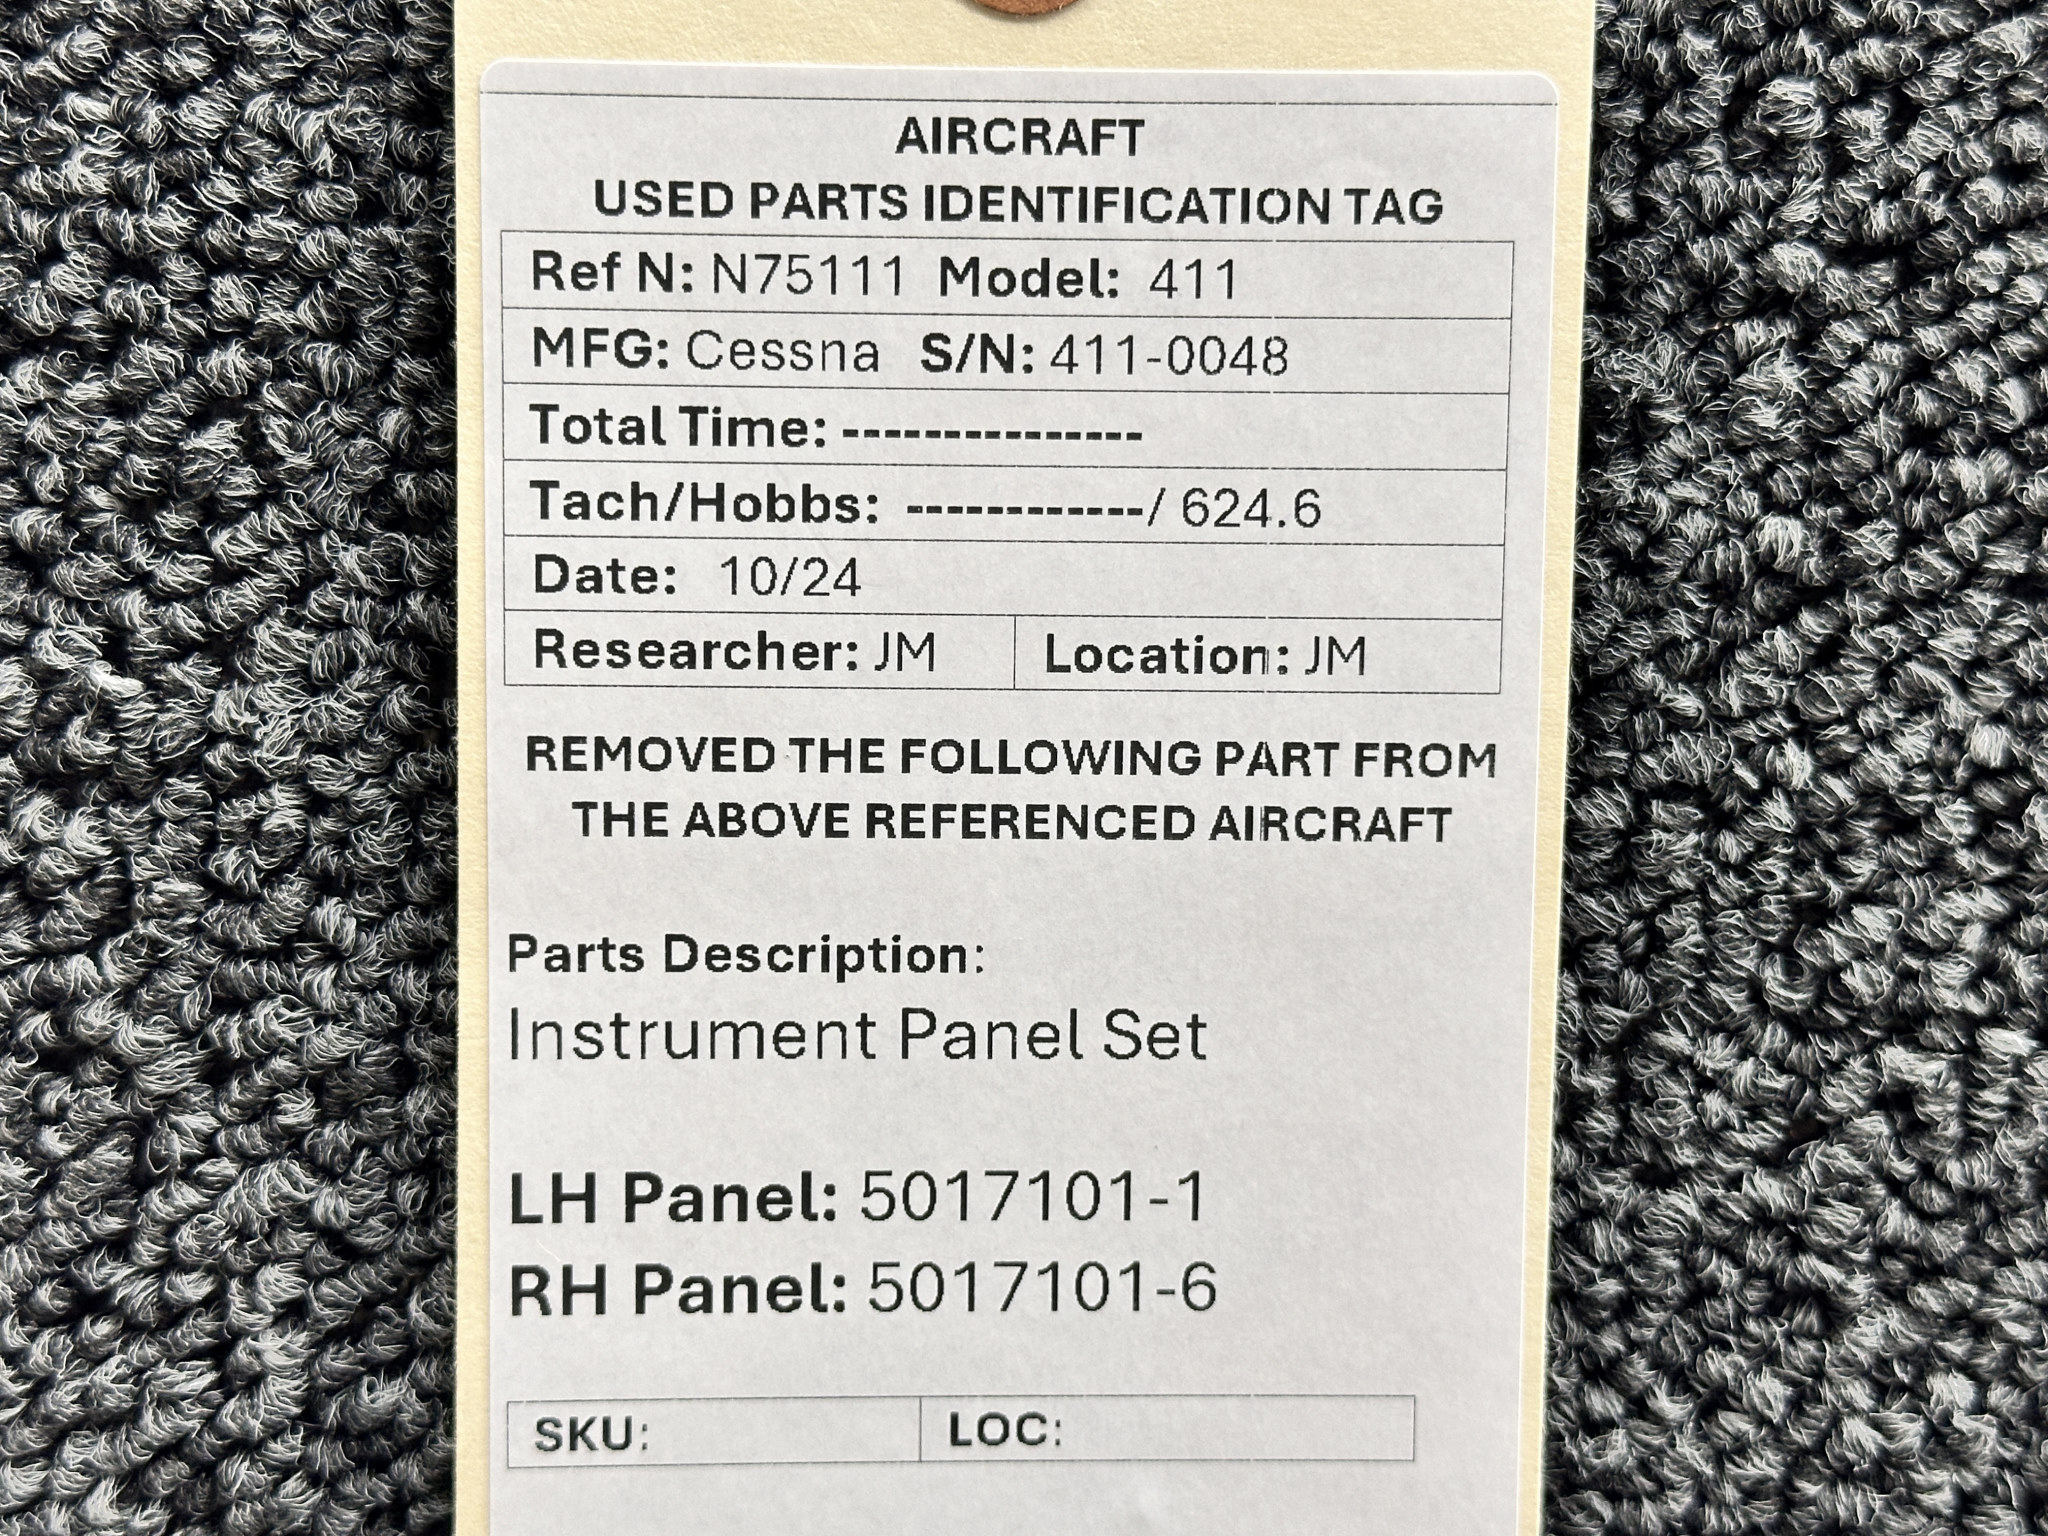 AIRCRAFT
USED PARTS IDENTIFICATION TAG
Ref N: N75111 Model: 411
MFG: Cessna S/N: 411-0048
Total Time: ---------------
Tach/Hobbs: ------------/ 624.6
Date: 10/24
Researcher: JM Location: JM
REMOVED THE FOLLOWING PART FROM
THE ABOVE REFERENCED AIRCRAFT
Parts Description:
Instrument Panel Set
LH Panel: 5017101-1
RH Panel: 5017101-6
SKU: LOC: